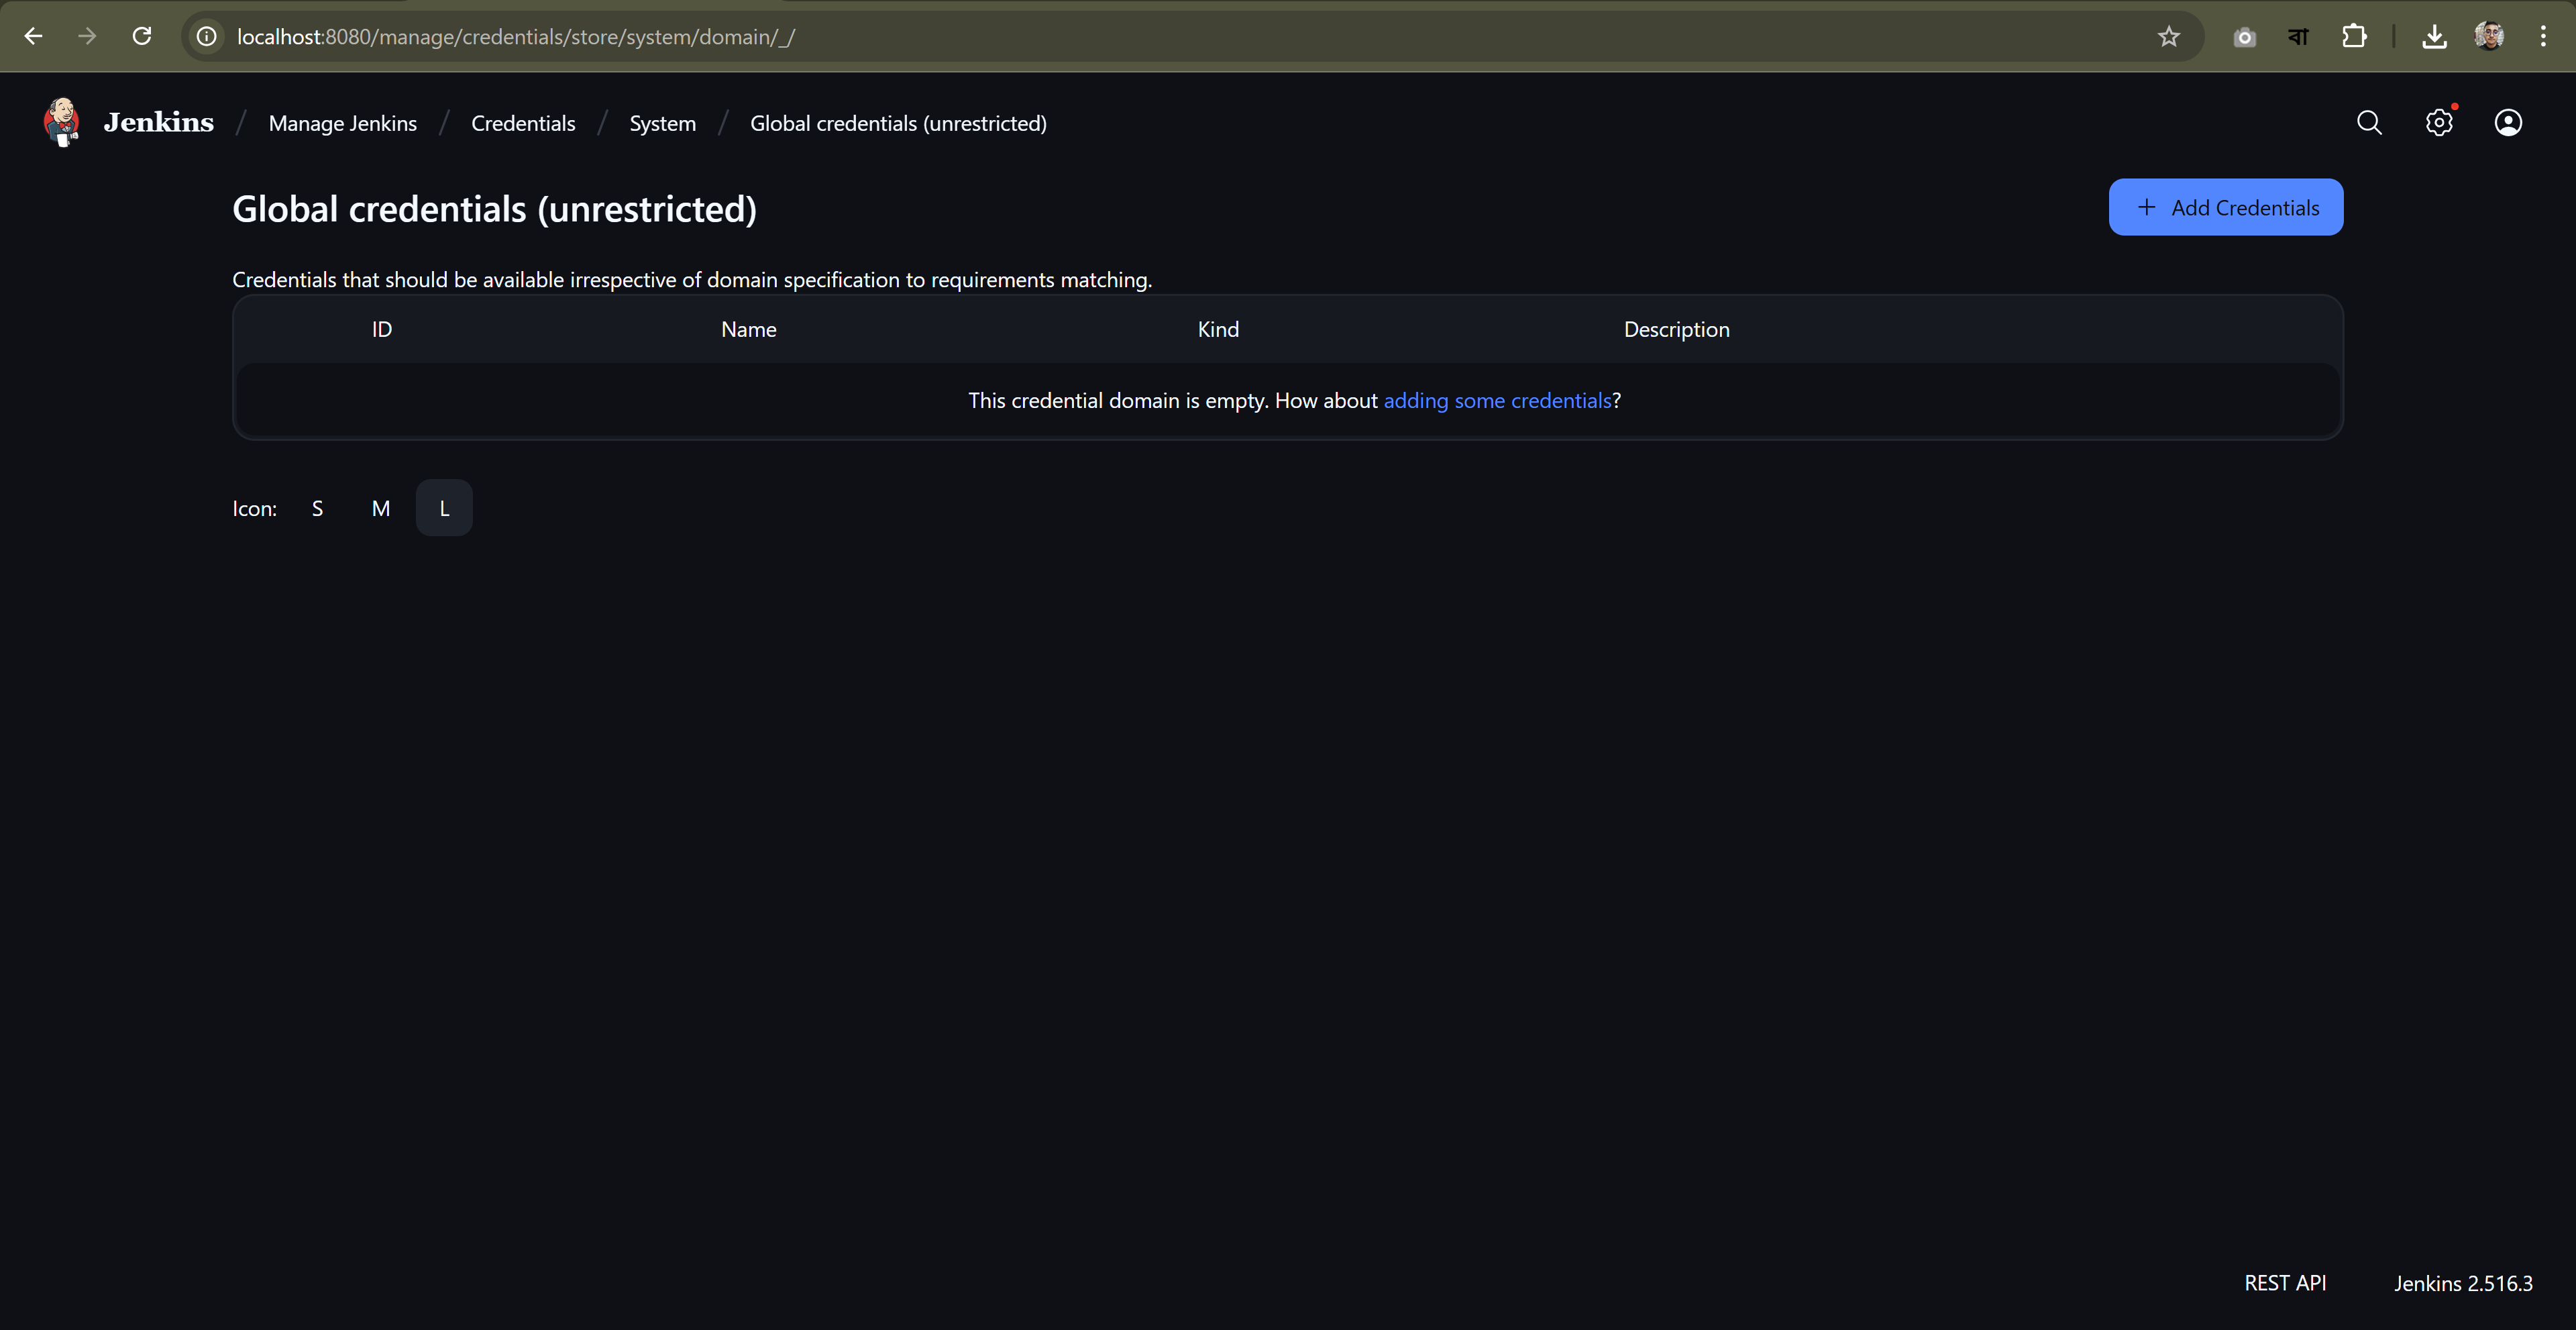 localhost:8080/manage/credentials/store/system/domain/_/
বা
Jenkins / Manage Jenkins / Credentials / System / Global credentials (unrestricted)
Global credentials (unrestricted)
+ Add Credentials
Credentials that should be available irrespective of domain specification to requirements matching.
ID Name Kind Description
This credential domain is empty. How about adding some credentials?
Icon: S M L
REST API Jenkins 2.516.3